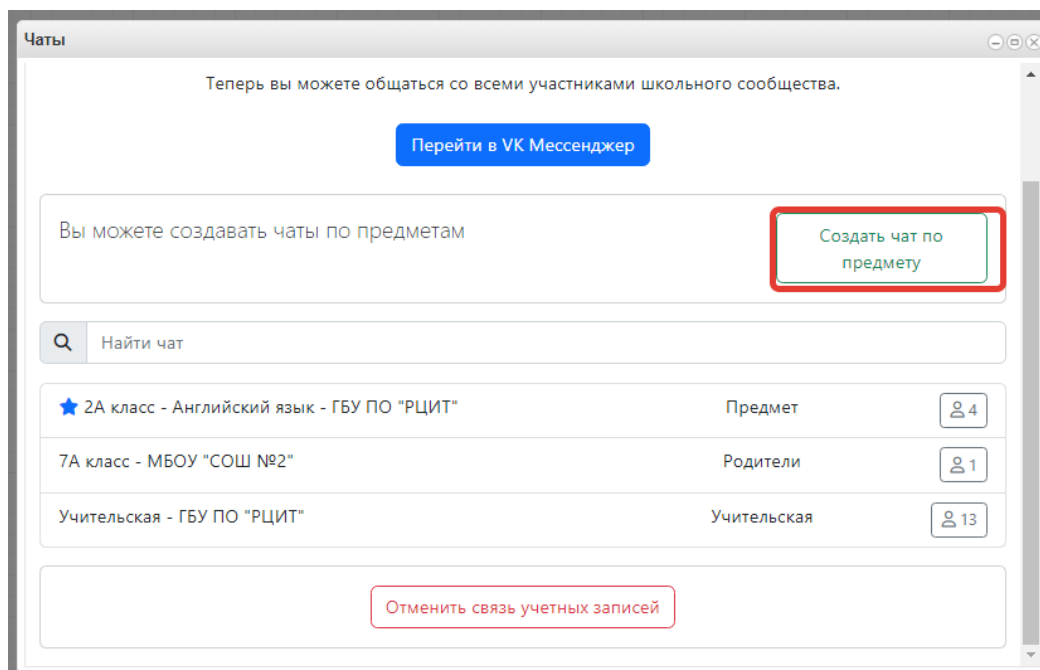 Чаты
Теперь вы можете общаться со всеми участниками школьного сообщества.
Перейти в VK Мессенджер
Вы можете создавать чаты по предметам
Создать чат по
предмету
Найти чат
2А класс - Английский язык - ГБУ ПО "РЦИТ" Предмет 4
7А класс - МБОУ "СОШ №2" Родители 1
Учительская - ГБУ ПО "РЦИТ" Учительская 13
Отменить связь учетных записей